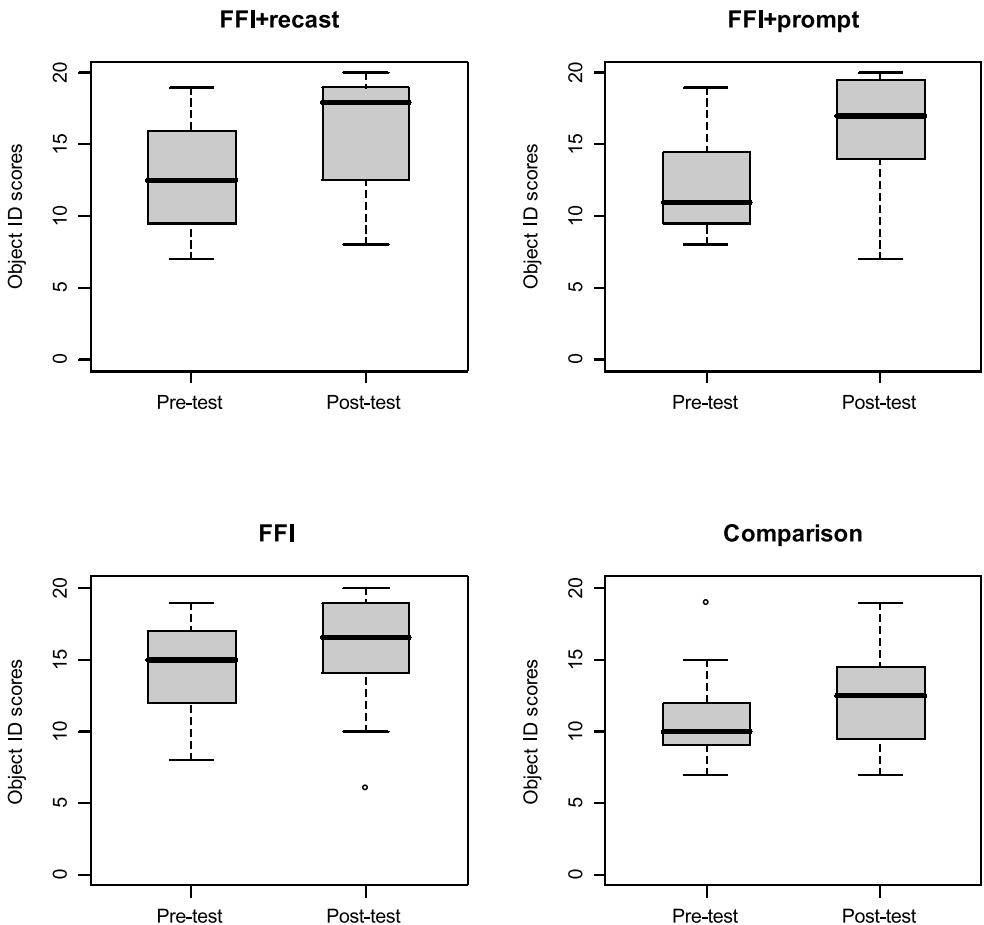 FFI+recast
Object ID scores
20
15
10
5
0
Pre-test Post-test
FFI+prompt
Object ID scores
20
15
10
5
0
Pre-test Post-test
FFI
Object ID scores
20
15
10
5
0
Pre-test Post-test
Comparison
Object ID scores
20
15
10
5
0
Pre-test Post-test